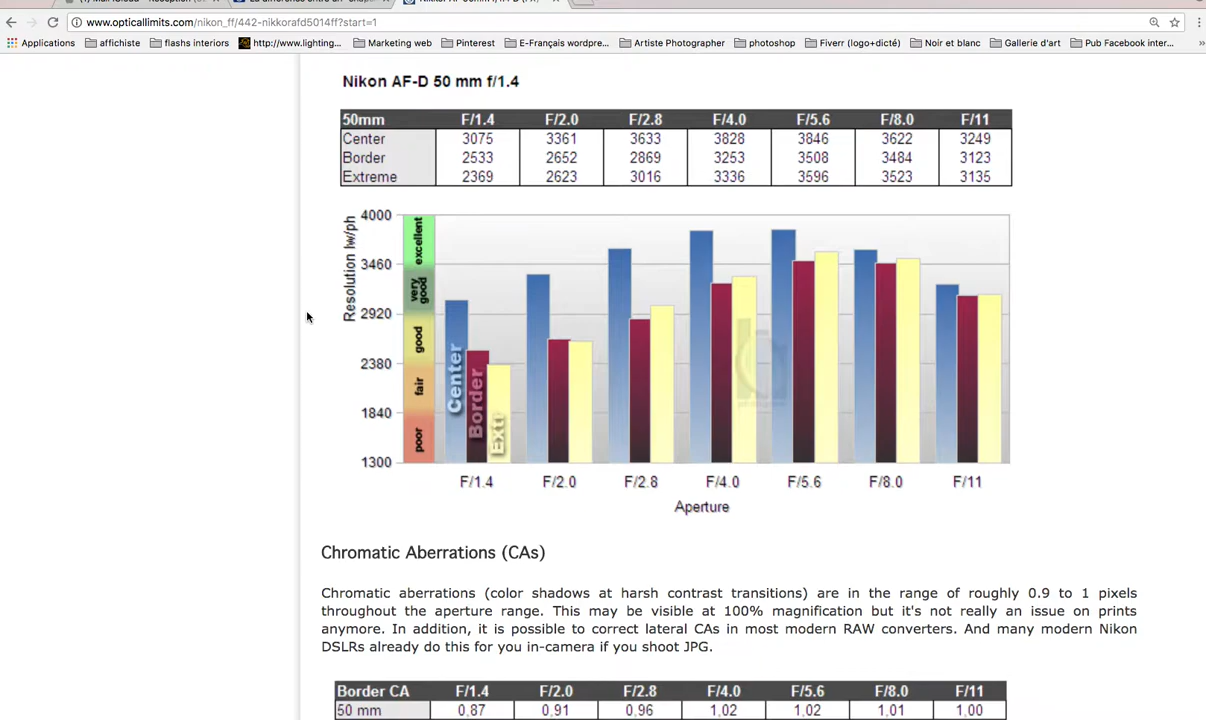 www.opticallimits.com/nikon_ff/442-nikkorafd5014ff?start=1
Applications affichiste flashs interiors http://www.lighting... Marketing web Pinterest E-Français wordpre... Artiste Photographer photoshop Fiverr (logo+dicté) Noir et blanc Gallerie d'art Pub Facebook inter... »
Nikon AF-D 50 mm f/1.4
50mm F/1.4 F/2.0 F/2.8 F/4.0 F/5.6 F/8.0 F/11
Center 3075 3361 3633 3828 3846 3622 3249
Border 2533 2652 2869 3253 3508 3484 3123
Extreme 2369 2623 3016 3336 3596 3523 3135
Resolution lw/ph
4000
3460
2920
2380
1840
1300
excellent
very good
good
fair
poor
Center
Border
Extr
F/1.4 F/2.0 F/2.8 F/4.0 F/5.6 F/8.0 F/11
Aperture
Chromatic Aberrations (CAs)
Chromatic aberrations (color shadows at harsh contrast transitions) are in the range of roughly 0.9 to 1 pixels
throughout the aperture range. This may be visible at 100% magnification but it's not really an issue on prints
anymore. In addition, it is possible to correct lateral CAs in most modern RAW converters. And many modern Nikon
DSLRs already do this for you in-camera if you shoot JPG.
Border CA F/1.4 F/2.0 F/2.8 F/4.0 F/5.6 F/8.0 F/11
50 mm 0,87 0,91 0,96 1,02 1,02 1,01 1,00